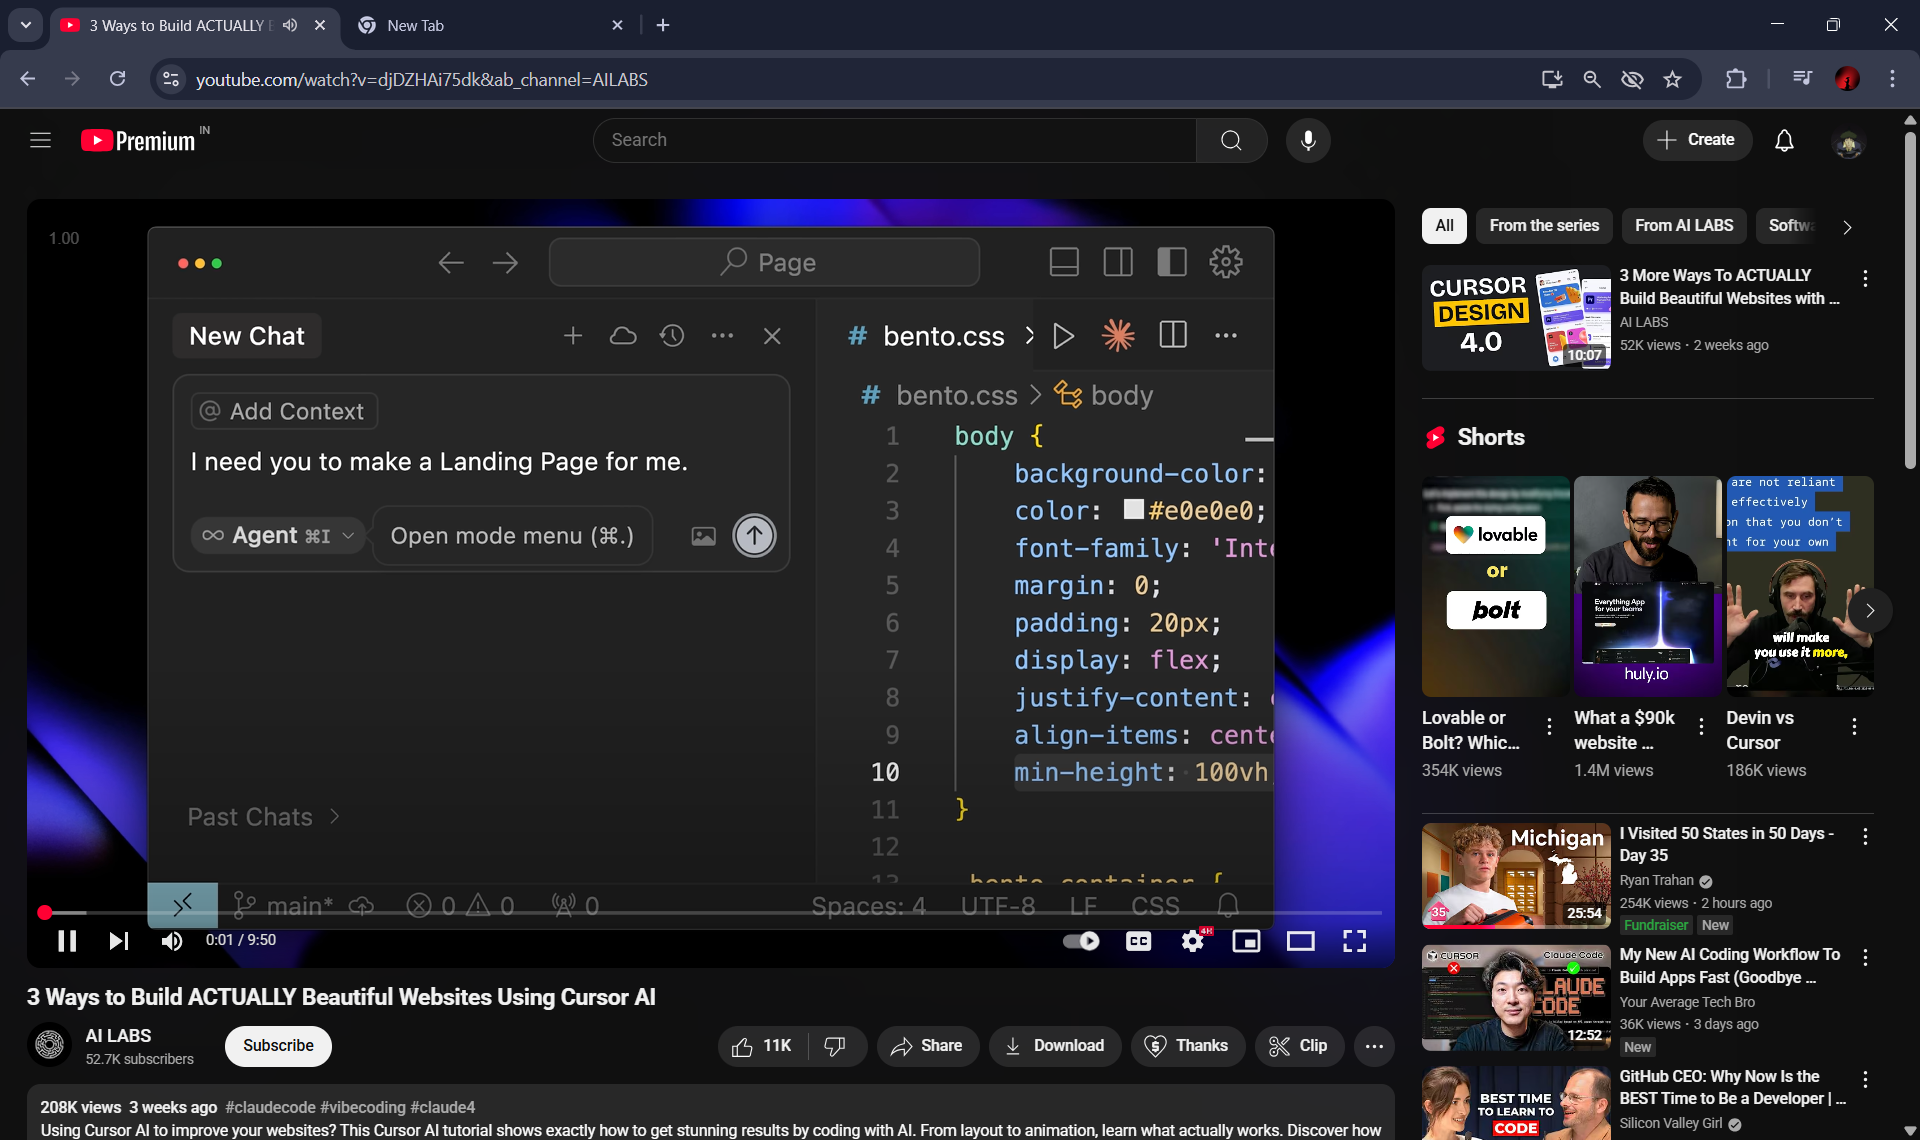 3 Ways to Build ACTUALLY
New Tab
youtube.com/watch?v=djDZHAi75dk&ab_channel=AILABS
Premium IN
Search
Create
1.00
Page
New Chat
# bento.css
@ Add Context
I need you to make a Landing Page for me.
∞ Agent ⌘I
Open mode menu (⌘.)
Past Chats >
# bento.css > body
1 body {
2 background-color:
3 color: #e0e0e0;
4 font-family: 'Inte
5 margin: 0;
6 padding: 20px;
7 display: flex;
8 justify-content:
9 align-items: cente
10 min-height: 100vh
11 }
12
13 bento-container {
main* 0 0 0
Spaces: 4 UTF-8 LF CSS
0:01 / 9:50
CC
4K
3 Ways to Build ACTUALLY Beautiful Websites Using Cursor AI
AI LABS
52.7K subscribers
Subscribe
11K
Share
Download
Thanks
Clip
208K views 3 weeks ago #claudecode #vibecoding #claude4
Using Cursor AI to improve your websites? This Cursor AI tutorial shows exactly how to get stunning results by coding with AI. From layout to animation, learn what actually works. Discover how
All
From the series
From AI LABS
Softw
CURSOR
DESIGN
4.0
10:07
3 More Ways To ACTUALLY
Build Beautiful Websites with ...
AI LABS
52K views · 2 weeks ago
Shorts
lovable
or
bolt
Lovable or
Bolt? Whic...
354K views
Everything App
for your teams
huly.io
What a $90k
website ...
1.4M views
are not reliant
effectively
on that you don't
nt for your own
will make
you use it more,
Devin vs
Cursor
186K views
Michigan
35
25:54
I Visited 50 States in 50 Days -
Day 35
Ryan Trahan
254K views · 2 hours ago
Fundraiser
New
CURSOR
Claude Code
CLAUDE
CODE
12:52
My New AI Coding Workflow To
Build Apps Fast (Goodbye ...
Your Average Tech Bro
36K views · 3 days ago
New
BEST TIME
TO LEARN TO
CODE
GitHub CEO: Why Now Is the
BEST Time to Be a Developer | ...
Silicon Valley Girl